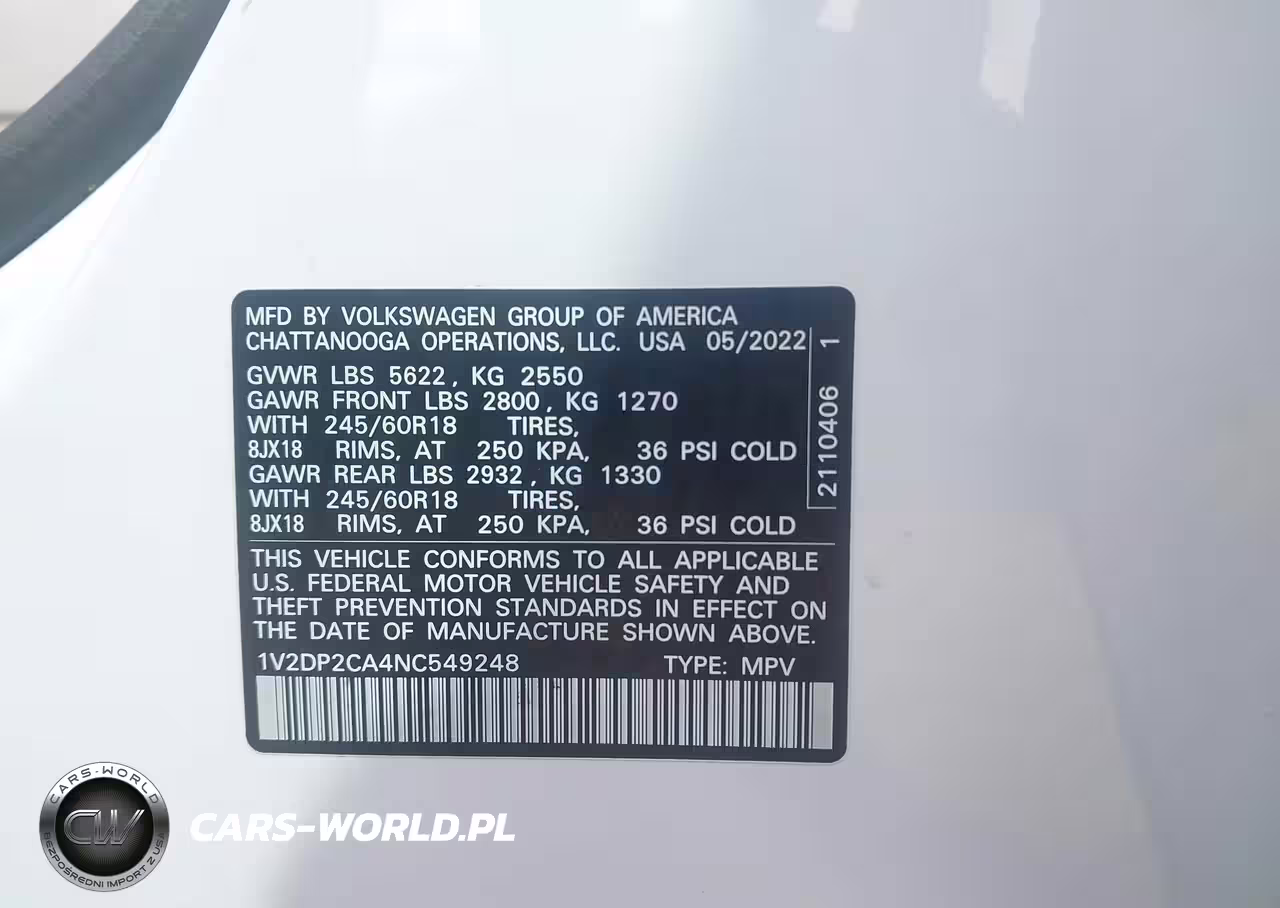 MFD BY VOLKSWAGEN GROUP OF AMERICA
CHATTANOOGA OPERATIONS, LLC. USA 05/2022
GVWR LBS 5622, KG 2550
GAWR FRONT LBS 2800, KG 1270
WITH 245/60R18 TIRES,
8JX18 RIMS, AT 250 KPA, 36 PSI COLD
GAWR REAR LBS 2932, KG 1330
WITH 245/60R18 TIRES,
8JX18 RIMS, AT 250 KPA, 36 PSI COLD
2110406 1
THIS VEHICLE CONFORMS TO ALL APPLICABLE
U.S. FEDERAL MOTOR VEHICLE SAFETY AND
THEFT PREVENTION STANDARDS IN EFFECT ON
THE DATE OF MANUFACTURE SHOWN ABOVE.
1V2DP2CA4NC549248 TYPE: MPV
CARS-WORLD
CW
BEZPOŚREDNI IMPORT Z USA
CARS-WORLD.PL